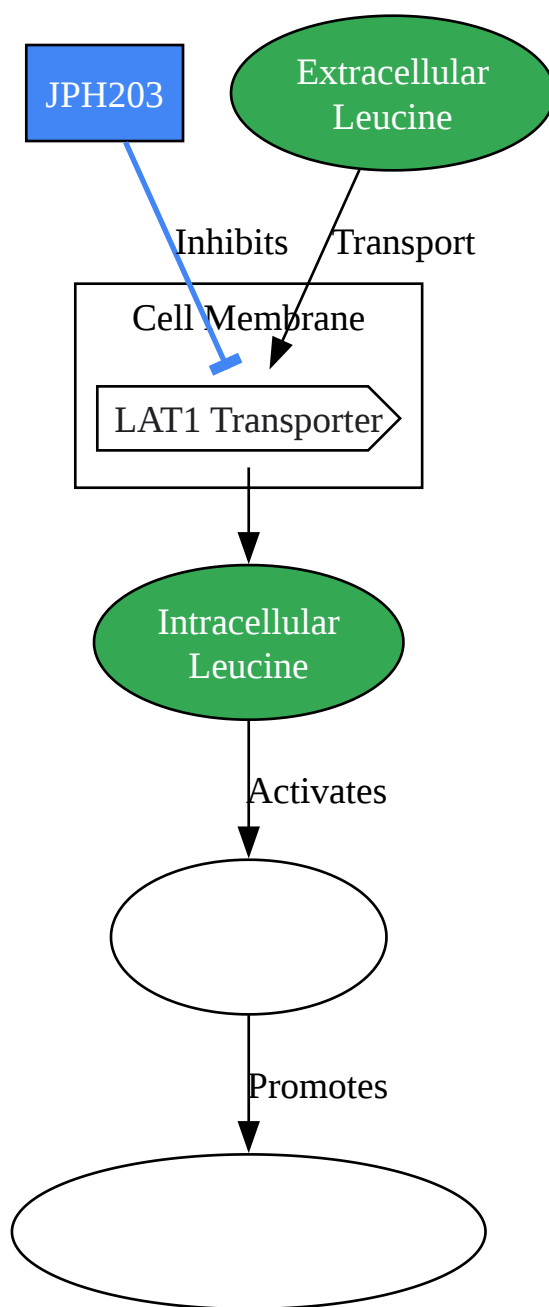 JPH203
Extracellular
Leucine
Inhibits
Transport
Cell Membrane
LAT1 Transporter
Intracellular
Leucine
Activates
Promotes